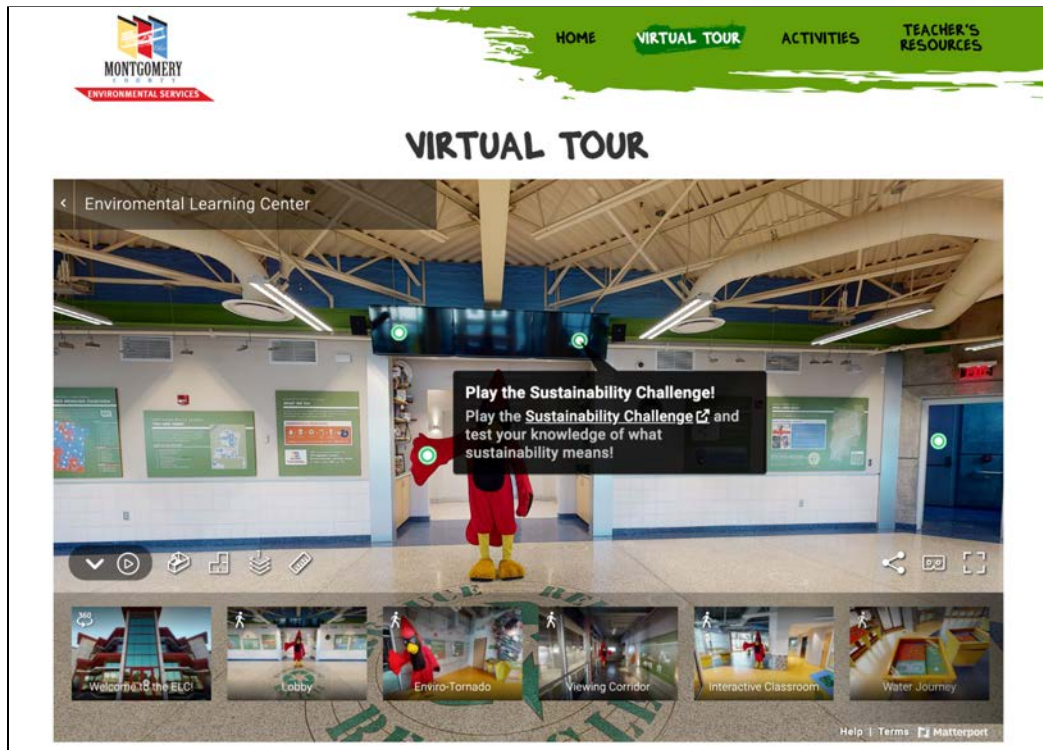 MONTGOMERY
COUNTY
ENVIRONMENTAL SERVICES
HOME
VIRTUAL TOUR
ACTIVITIES
TEACHER'S
RESOURCES
VIRTUAL TOUR
Enviromental Learning Center
EXIT
Play the Sustainability Challenge!
Play the Sustainability Challenge and
test your knowledge of what
sustainability means!
360
Welcome t8 the ELC!
Lobby
Enviro-Tornado
Viewing Corridor
Interactive Classroom
Water Journey
Help | Terms Matterport